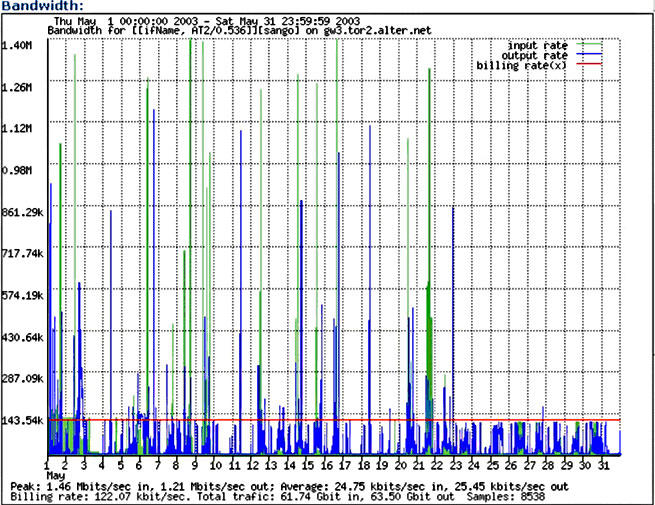 Bandwidth:
Thu May 1 00:00:00 2003 - Sat May 31 23:59:59 2003
Bandwidth for [[ifName, AT2/0.536]][sango] on gw3.tor2.alter.net
input rate
output rate
billing rate(x)
1.40M
1.26M
1.12M
0.98M
861.29k
717.74k
574.19k
430.64k
287.09k
143.54k
1 2 3 4 5 6 7 8 9 10 11 12 13 14 15 16 17 18 19 20 21 22 23 24 25 26 27 28 29 30 31
May
Peak: 1.46 Mbits/sec in, 1.21 Mbits/sec out; Average: 24.75 kbits/sec in, 25.45 kbits/sec out
Billing rate: 122.07 kbit/sec. Total trafic: 61.74 Gbit in, 63.50 Gbit out Samples: 8538